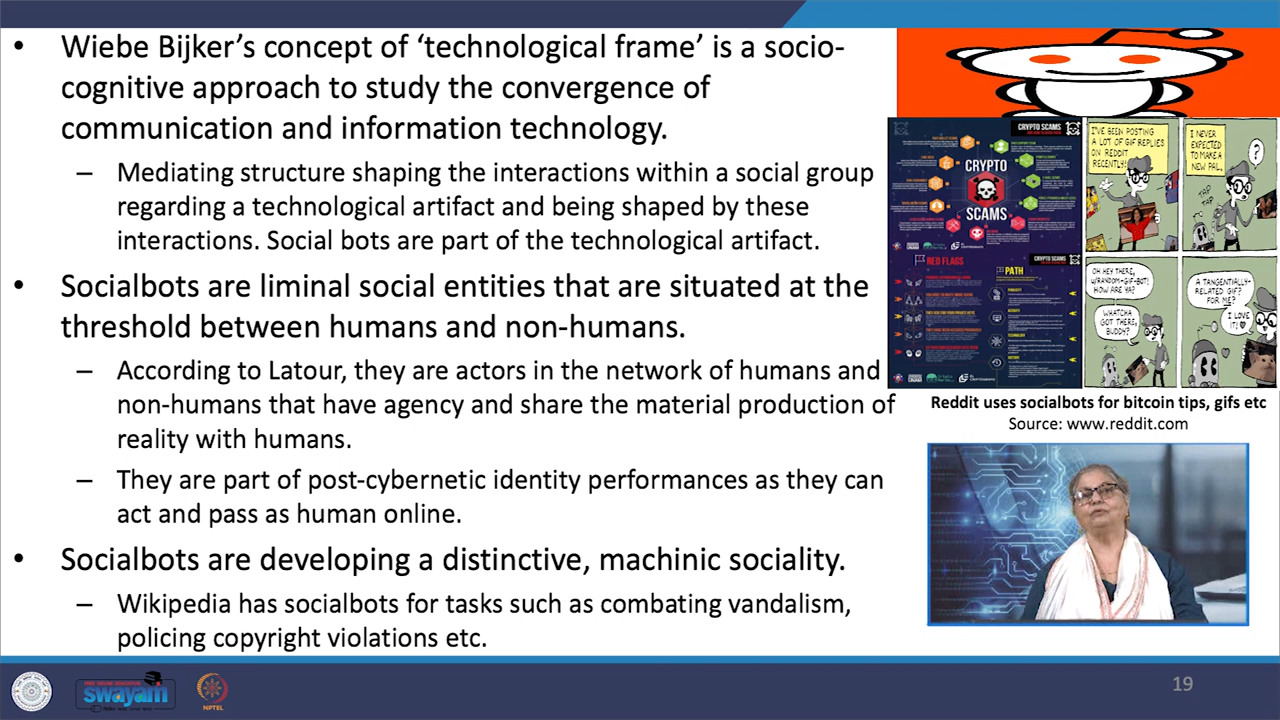 • Wiebe Bijker’s concept of ‘technological frame’ is a socio-
cognitive approach to study the convergence of
communication and information technology.
– Mediating structure shaping the interactions within a social group
regarding a technological artifact and being shaped by these
interactions. Social bots are part of the technological artifact.
• Socialbots are liminal social entities that are situated at the
threshold between humans and non-humans.
– According to Latour, they are actors in the network of humans and
non-humans that have agency and share the material production of
reality with humans.
– They are part of post-cybernetic identity performances as they can
act and pass as human online.
• Socialbots are developing a distinctive, machinic sociality.
– Wikipedia has socialbots for tasks such as combating vandalism,
policing copyright violations etc.
CRYPTO SCAMS
CRYPTO
SCAMS
RED FLAGS
CRYPTO SCAMS
PATH
I'VE BEEN POSTING
A LOT OF GIF REPLIES
ON REDDIT
RECENTLY!
I NEVER
EXPECTED TO
MAKE A
NEW PAL.
?
TAP
TAP
OH HEY THERE,
U/RANDOM-GIF-BOT!
HOW ARE YA?
WHATCHA
GOT THERE,
BUDDY?
A TANGENTIALLY-
RELATED GIF?
FOR ME?
I LOVE
IT!
Reddit uses socialbots for bitcoin tips, gifs etc
Source: www.reddit.com
FREE ONLINE EDUCATION
swayam
NPTEL
19